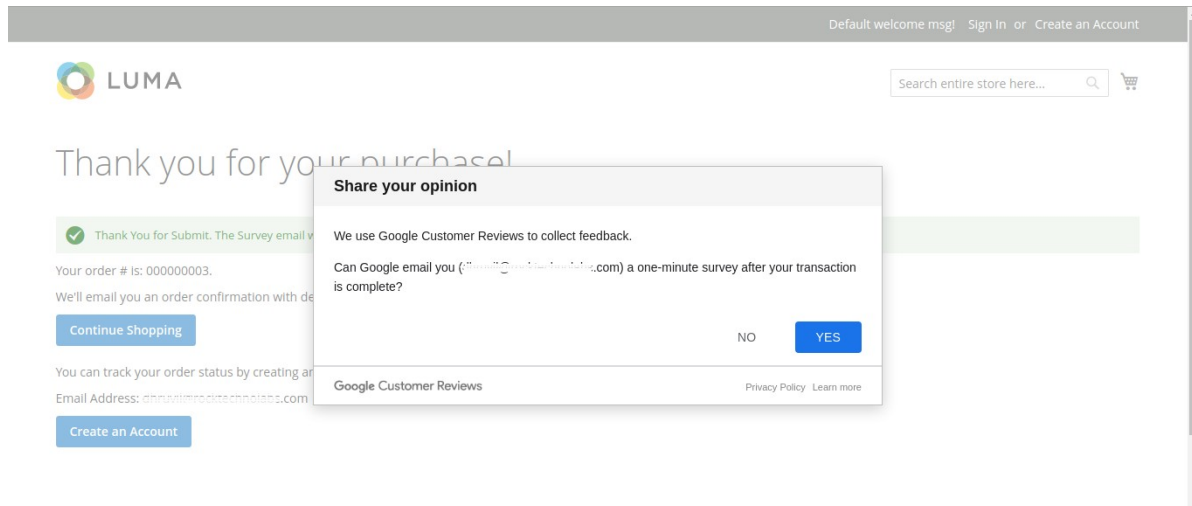 Default welcome msg! Sign In or Create an Account
LUMA
Search entire store here...
Thank you for your purchase!
Share your opinion
Thank You for Submit. The Survey email
We use Google Customer Reviews to collect feedback.
Your order # is: 000000003.
Can Google email you ( .com) a one-minute survey after your transaction
is complete?
We'll email you an order confirmation with de
Continue Shopping
NO YES
You can track your order status by creating an
Google Customer Reviews Privacy Policy Learn more
Email Address: .com
Create an Account